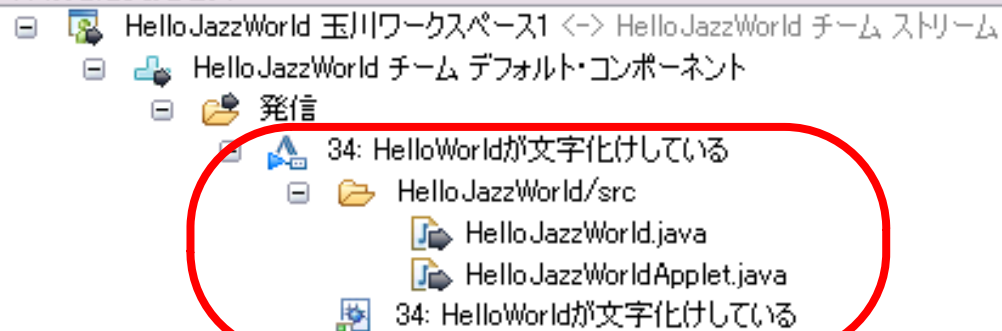 HelloJazzWorld 玉川ワークスペース1 <-> HelloJazzWorld チーム ストリーム
HelloJazzWorld チーム デフォルト・コンポーネント
発信
34: HelloWorldが文字化けしている
HelloJazzWorld/src
HelloJazzWorld.java
HelloJazzWorldApplet.java
34: HelloWorldが文字化けしている